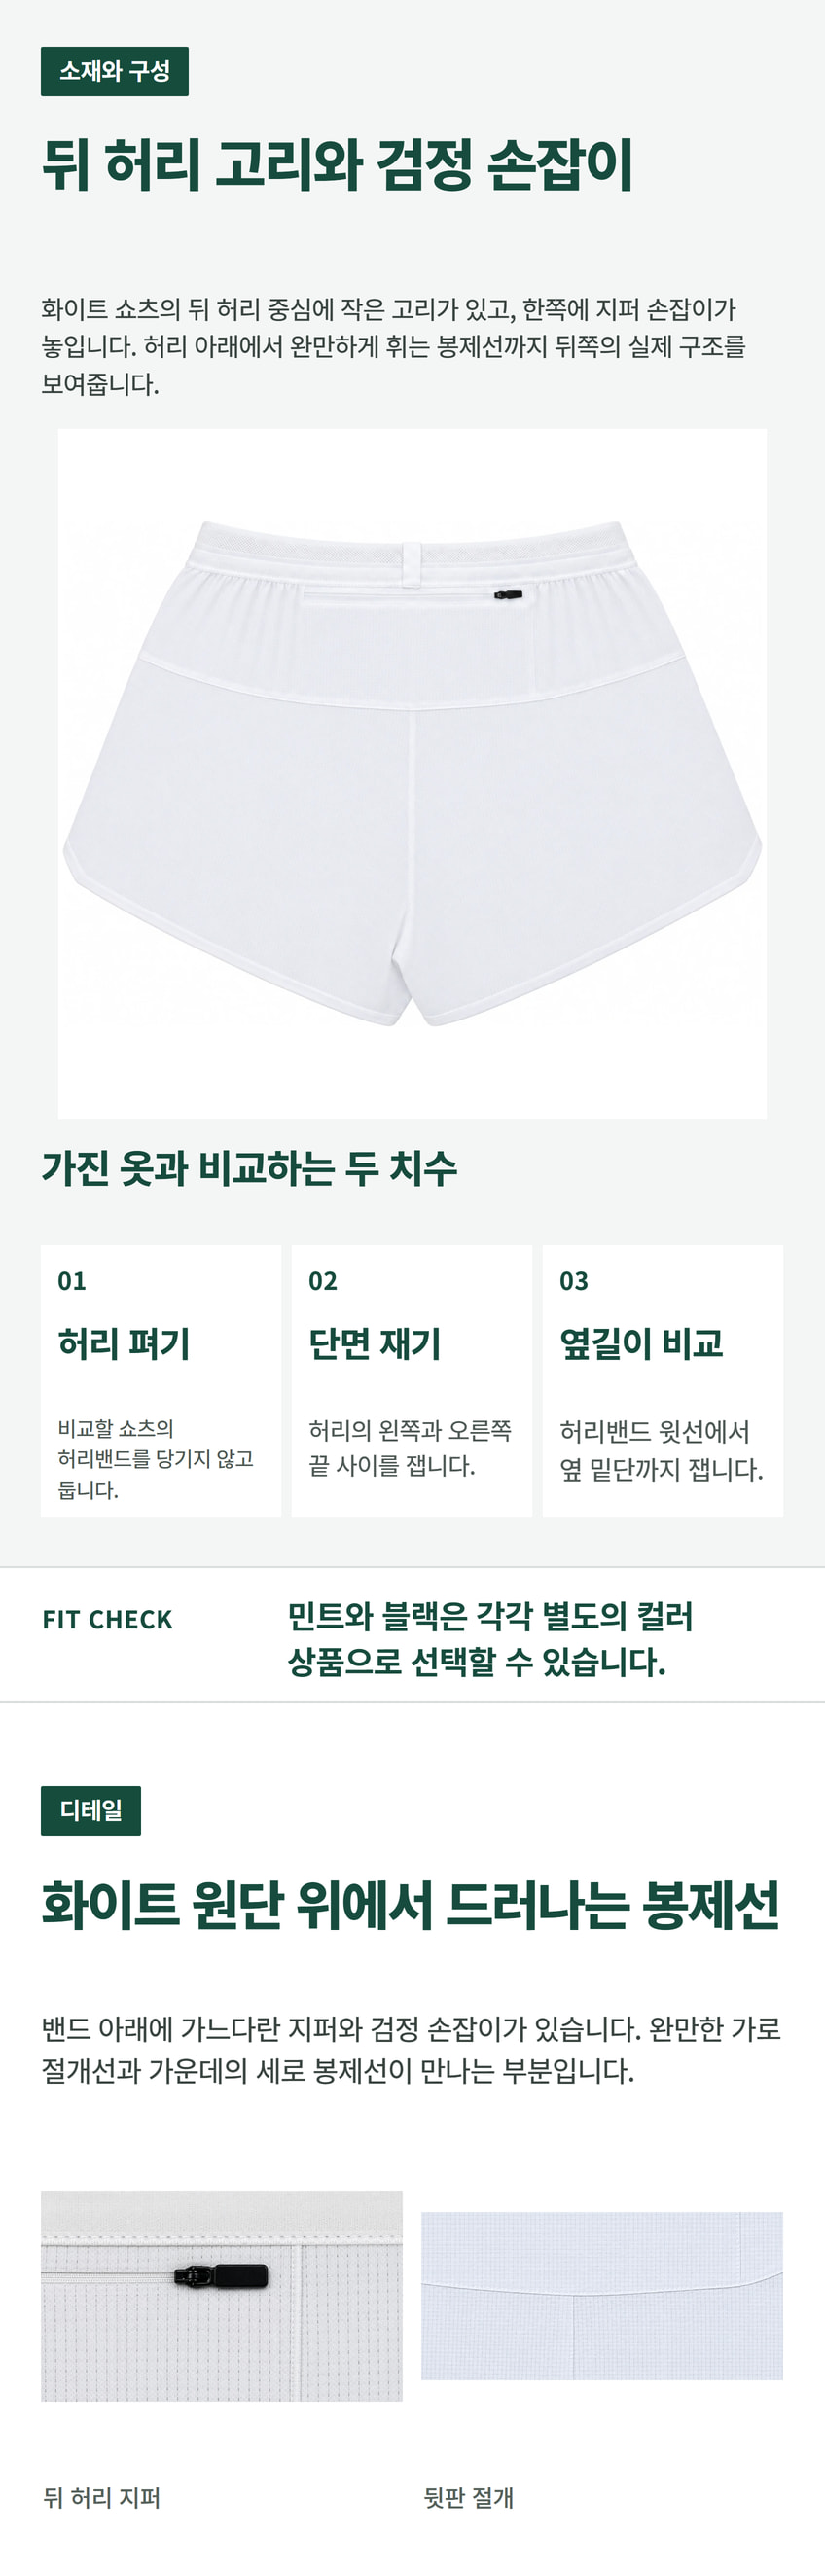 소재와 구성
뒤 허리 고리와 검정 손잡이
화이트 쇼츠의 뒤 허리 중심에 작은 고리가 있고, 한쪽에 지퍼 손잡이가
놓입니다. 허리 아래에서 완만하게 휘는 봉제선까지 뒤쪽의 실제 구조를
보여줍니다.
가진 옷과 비교하는 두 치수
01
허리 펴기
비교할 쇼츠의
허리밴드를 당기지 않고
둡니다.
02
단면 재기
허리의 왼쪽과 오른쪽
끝 사이를 잽니다.
03
옆길이 비교
허리밴드 윗선에서
옆 밑단까지 잽니다.
FIT CHECK
민트와 블랙은 각각 별도의 컬러
상품으로 선택할 수 있습니다.
디테일
화이트 원단 위에서 드러나는 봉제선
밴드 아래에 가느다란 지퍼와 검정 손잡이가 있습니다. 완만한 가로
절개선과 가운데의 세로 봉제선이 만나는 부분입니다.
뒤 허리 지퍼
뒷판 절개